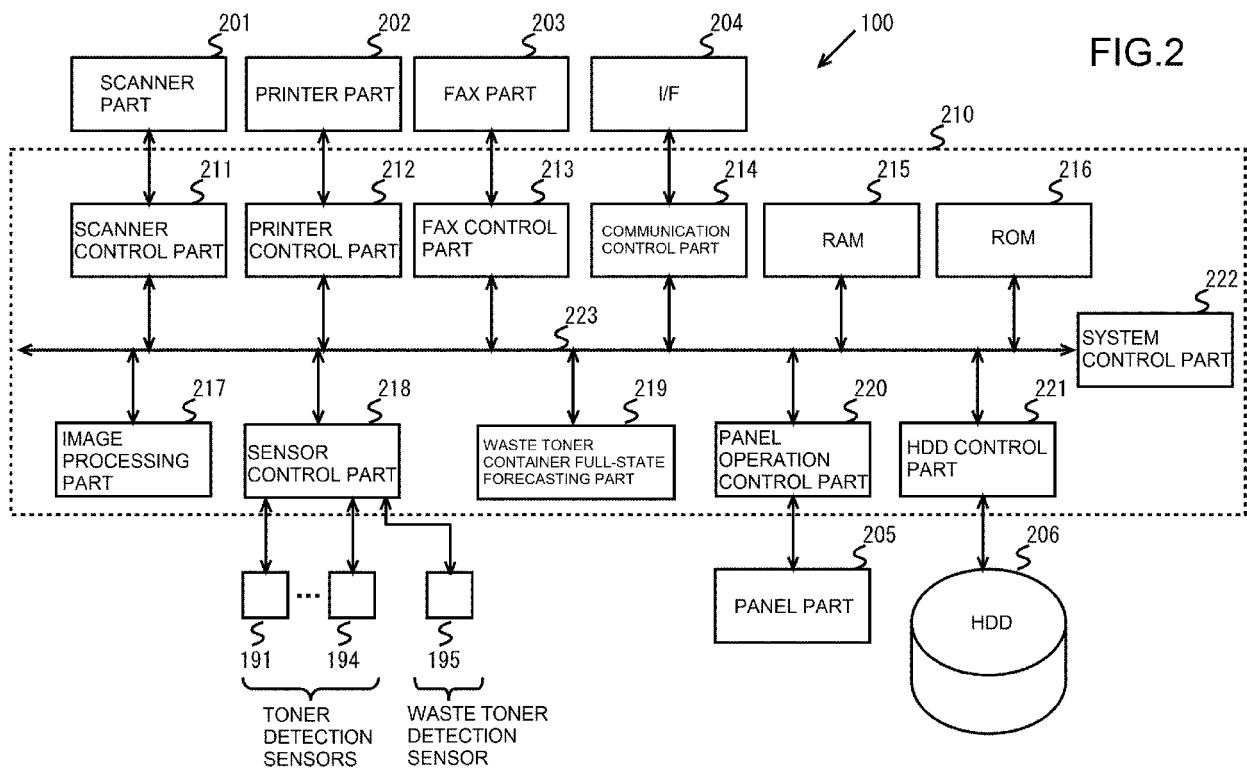 201
202
203
204
100
FIG.2
SCANNER
PART
PRINTER PART
FAX PART
I/F
210
211
212
213
214
215
216
SCANNER
CONTROL PART
PRINTER
CONTROL PART
FAX CONTROL
PART
COMMUNICATION
CONTROL PART
RAM
ROM
222
223
SYSTEM
CONTROL PART
217
218
219
220
221
IMAGE
PROCESSING
PART
SENSOR
CONTROL PART
WASTE TONER
CONTAINER FULL-STATE
FORECASTING PART
PANEL
OPERATION
CONTROL PART
HDD CONTROL
PART
205
206
PANEL PART
HDD
191
194
195
TONER
DETECTION
SENSORS
WASTE TONER
DETECTION
SENSOR